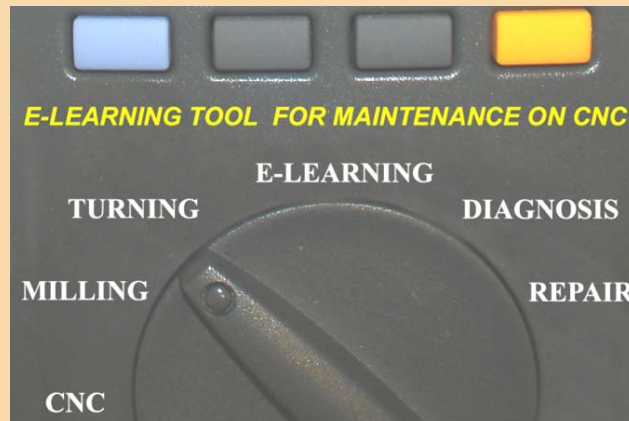 E-LEARNING TOOL FOR MAINTENANCE ON CNC
E-LEARNING
TURNING
DIAGNOSIS
MILLING
REPAIR
CNC